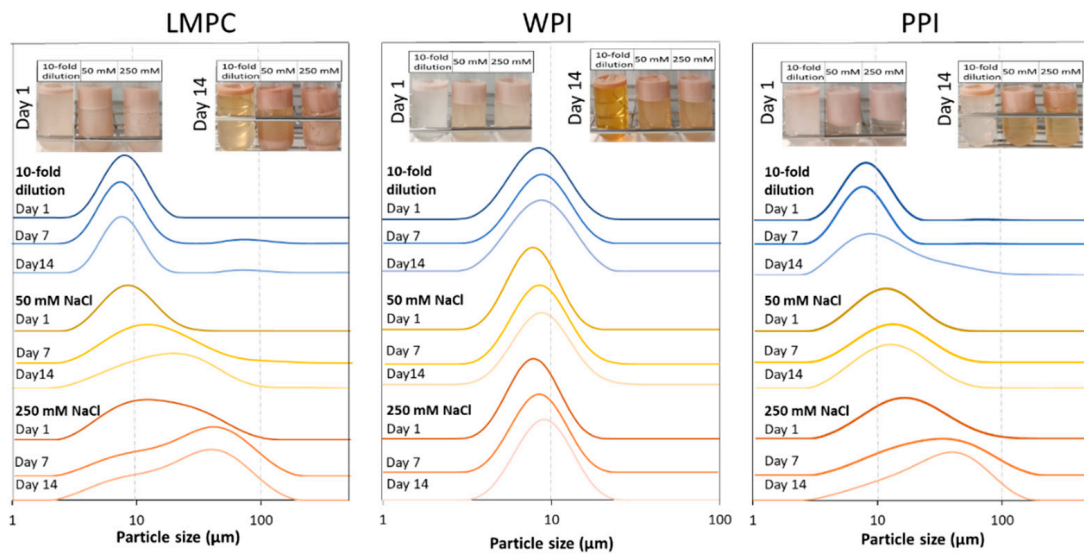 LMPC
Day 1
10-fold dilution 50 mM 250 mM
Day 14
10-fold dilution 50 mM 250 mM
10-fold
dilution
Day 1
Day 7
Day14
50 mM NaCl
Day 1
Day 7
Day14
250 mM NaCl
Day 1
Day 7
Day 14
1 10 100
Particle size (µm)
WPI
Day 1
10-fold dilution 50 mM 250 mM
Day 14
10-fold dilution 50 mM 250 mM
10-fold
dilution
Day 1
Day 7
Day14
50 mM NaCl
Day 1
Day 7
Day14
250 mM NaCl
Day 1
Day 7
Day 14
1 10 100
Particle size (µm)
PPI
Day 1
10-fold dilution 50 mM 250 mM
Day 14
10-fold dilution 50 mM 250 mM
10-fold
dilution
Day 1
Day 7
Day14
50 mM NaCl
Day 1
Day 7
Day14
250 mM NaCl
Day 1
Day 7
Day 14
1 10 100
Particle size (µm)